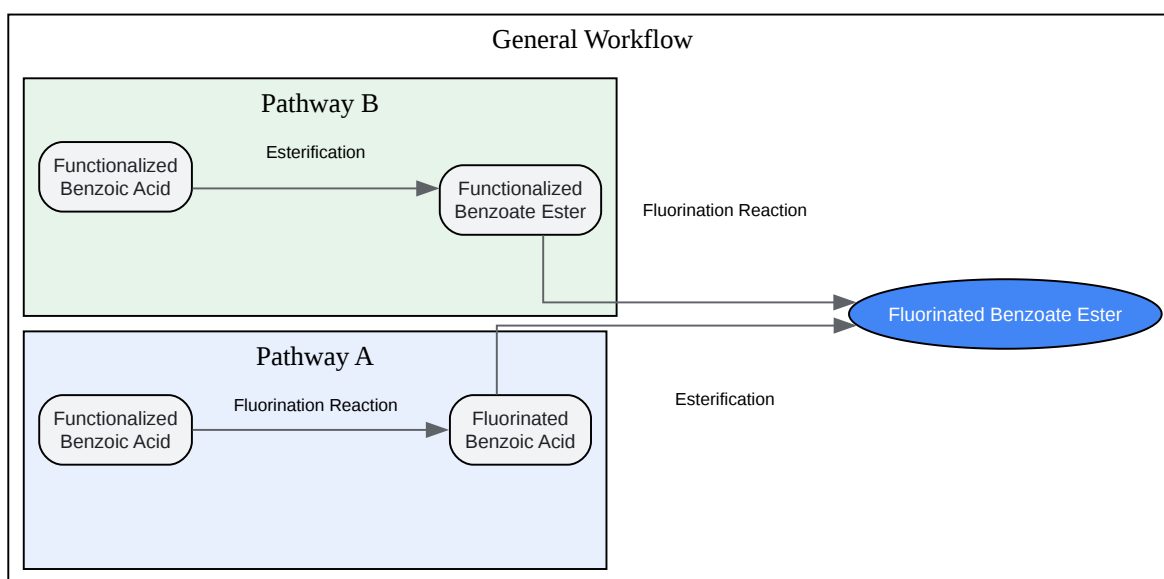 General Workflow
Pathway B
Functionalized
Benzoic Acid
Esterification
Functionalized
Benzoate Ester
Fluorination Reaction
Fluorinated Benzoate Ester
Pathway A
Functionalized
Benzoic Acid
Fluorination Reaction
Fluorinated
Benzoic Acid
Esterification